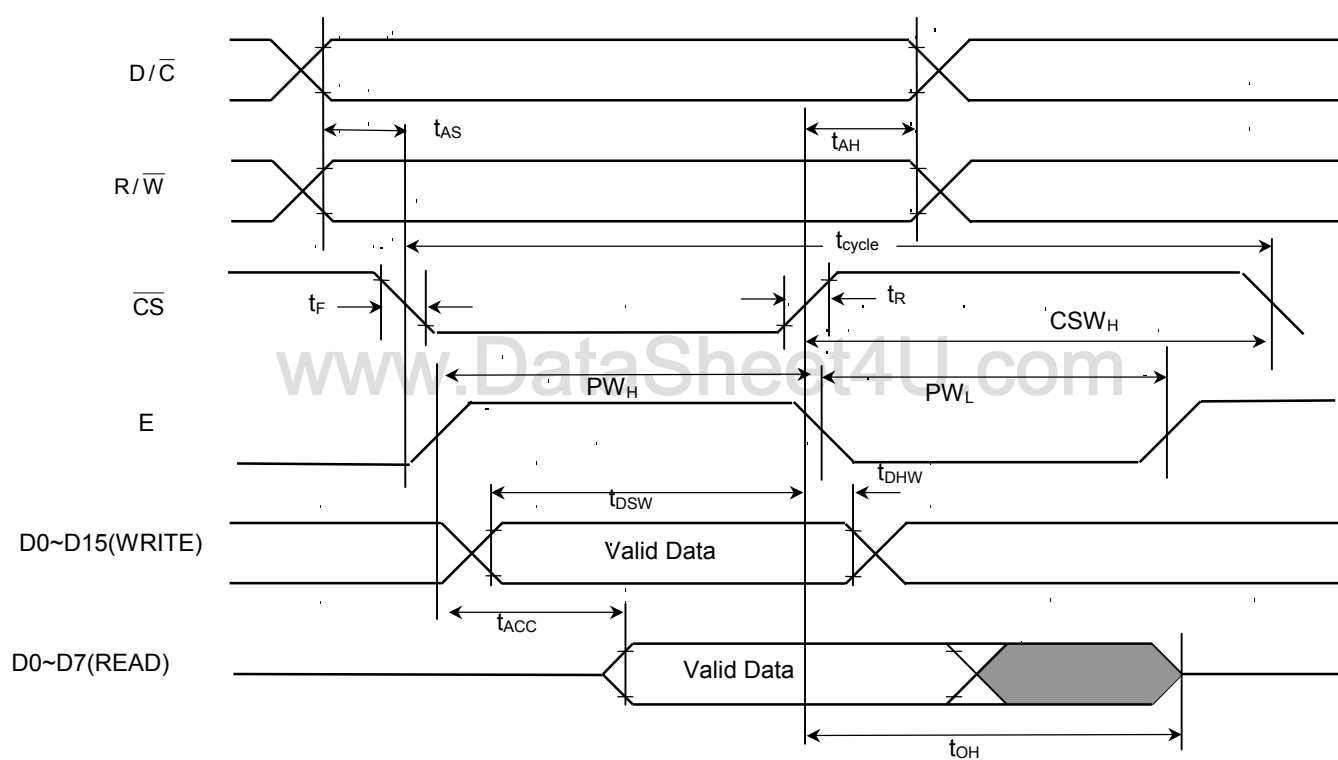 D/C̅
tAS
tAH
R/W̅
tcycle
C̅S̅
tF
tR
CSWH
www.DataSheet4U.com
PWH
PWL
E
tDHW
tDSW
D0~D15(WRITE)
Valid Data
tACC
D0~D7(READ)
Valid Data
tOH